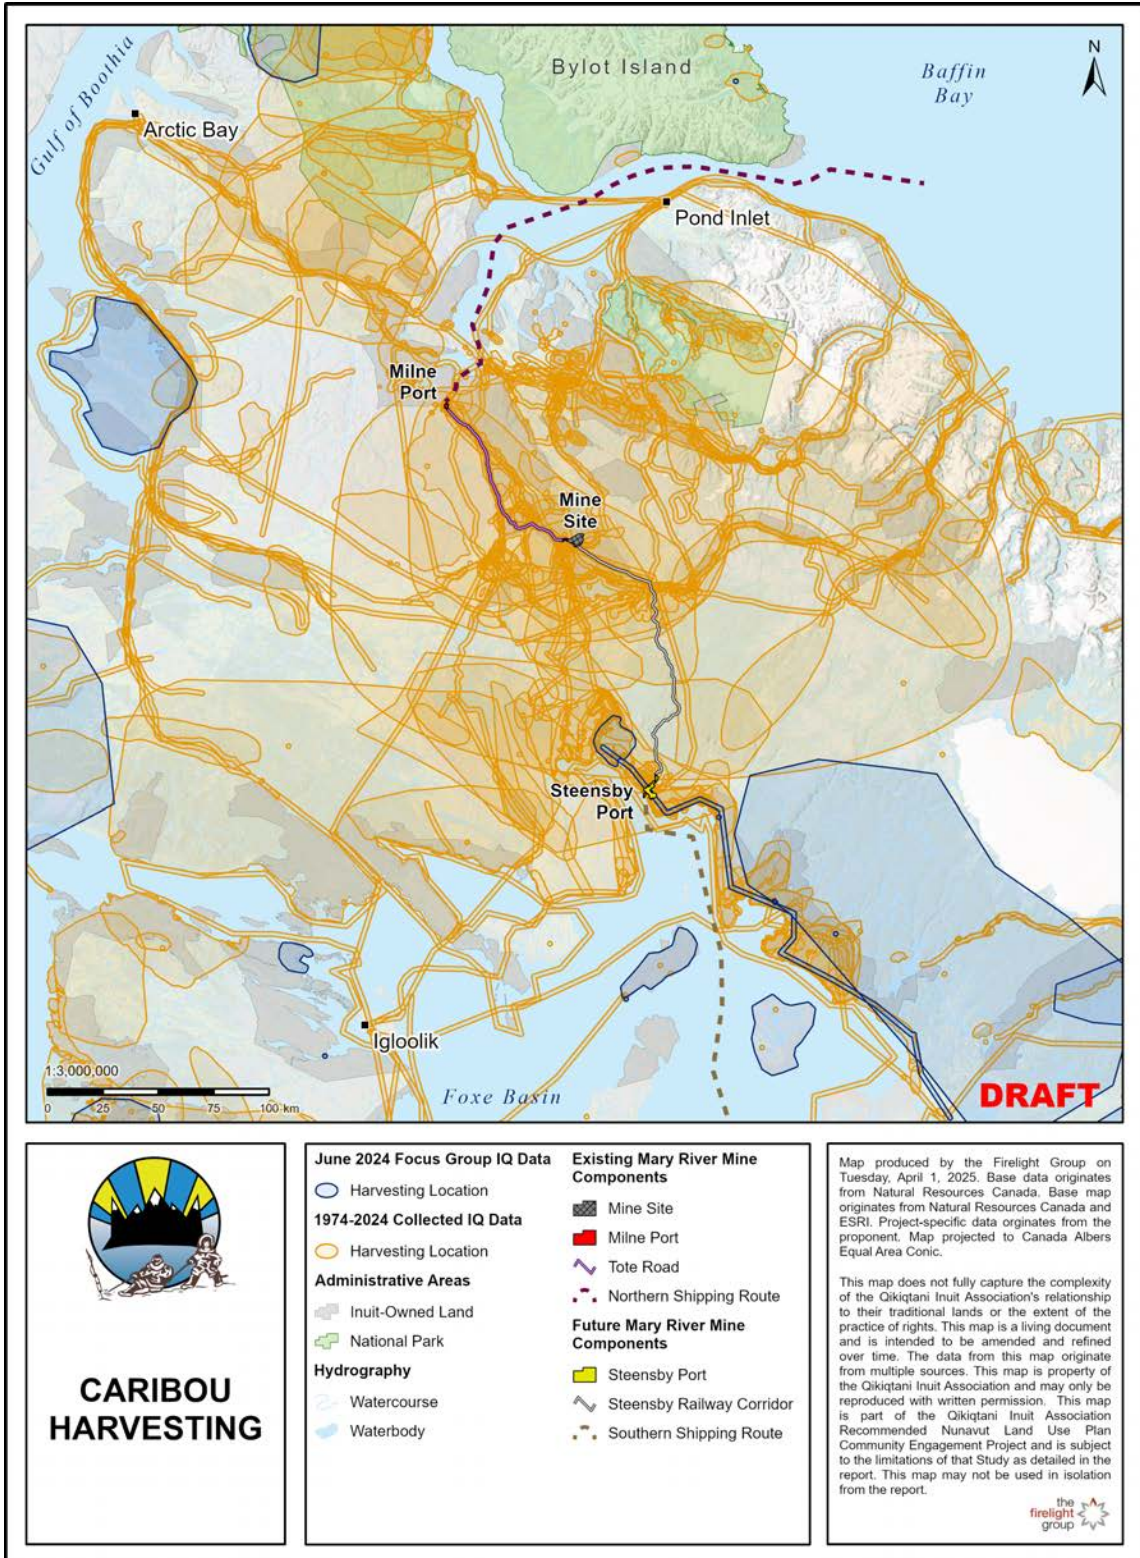 Gulf of Boothia
Arctic Bay
Bylot Island
Baffin
Bay
N
Pond Inlet
Milne
Port
Mine
Site
Steensby
Port
Igloolik
1:3,000,000
0 25 50 75 100 km
Foxe Basin
DRAFT
CARIBOU
HARVESTING
June 2024 Focus Group IQ Data
Harvesting Location
1974-2024 Collected IQ Data
Harvesting Location
Administrative Areas
Inuit-Owned Land
National Park
Hydrography
Watercourse
Waterbody
Existing Mary River Mine
Components
Mine Site
Milne Port
Tote Road
Northern Shipping Route
Future Mary River Mine
Components
Steensby Port
Steensby Railway Corridor
Southern Shipping Route
Map produced by the Firelight Group on
Tuesday, April 1, 2025. Base data originates
from Natural Resources Canada. Base map
originates from Natural Resources Canada and
ESRI. Project-specific data orginates from the
proponent. Map projected to Canada Albers
Equal Area Conic.
This map does not fully capture the complexity
of the Qikiqtani Inuit Association's relationship
to their traditional lands or the extent of the
practice of rights. This map is a living document
and is intended to be amended and refined
over time. The data from this map originate
from multiple sources. This map is property of
the Qikiqtani Inuit Association and may only be
reproduced with written permission. This map
is part of the Qikiqtani Inuit Association
Recommended Nunavut Land Use Plan
Community Engagement Project and is subject
to the limitations of that Study as detailed in the
report. This map may not be used in isolation
from the report.
the
firelight
group